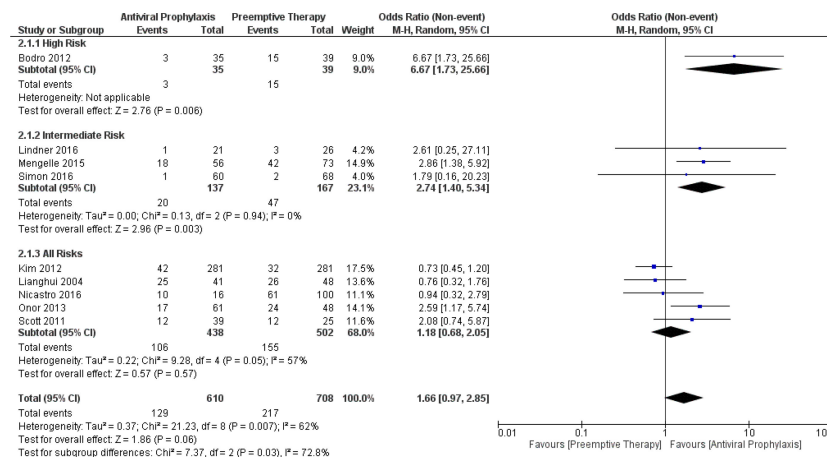 Antiviral Prophylaxis Preemptive Therapy Odds Ratio (Non-event) Odds Ratio (Non-event)
Study or Subgroup Events Total Events Total Weight M-H, Random, 95% CI M-H, Random, 95% CI
2.1.1 High Risk
Bodro 2012 3 35 15 39 9.0% 6.67 [1.73, 25.66]
Subtotal (95% CI) 35 39 9.0% 6.67 [1.73, 25.66]
Total events 3 15
Heterogeneity: Not applicable
Test for overall effect: Z = 2.76 (P = 0.006)
2.1.2 Intermediate Risk
Lindner 2016 1 21 3 26 4.2% 2.61 [0.25, 27.11]
Mengelle 2015 18 56 42 73 14.9% 2.86 [1.38, 5.92]
Simon 2016 1 60 2 68 4.0% 1.79 [0.16, 20.23]
Subtotal (95% CI) 137 167 23.1% 2.74 [1.40, 5.34]
Total events 20 47
Heterogeneity: Tau² = 0.00; Chi² = 0.13, df = 2 (P = 0.94); I² = 0%
Test for overall effect: Z = 2.96 (P = 0.003)
2.1.3 All Risks
Kim 2012 42 281 32 281 17.5% 0.73 [0.45, 1.20]
Lianghui 2004 25 41 26 48 13.6% 0.76 [0.32, 1.76]
Nicastro 2016 10 16 61 100 10.9% 0.94 [0.32, 2.79]
Onor 2013 17 61 24 48 14.2% 2.59 [1.17, 5.74]
Scott 2011 12 39 12 25 11.6% 2.08 [0.74, 5.87]
Subtotal (95% CI) 438 502 68.0% 1.18 [0.68, 2.05]
Total events 106 155
Heterogeneity: Tau² = 0.22; Chi² = 9.28, df = 4 (P = 0.05); I² = 57%
Test for overall effect: Z = 0.57 (P = 0.57)
Total (95% CI) 610 708 100.0% 1.66 [0.97, 2.85]
Total events 129 217
Heterogeneity: Tau² = 0.37; Chi² = 21.23, df = 8 (P = 0.007); I² = 62%
Test for overall effect: Z = 1.86 (P = 0.06)
Test for subgroup differences: Chi² = 7.37, df = 2 (P = 0.03), I² = 72.8%
0.01 0.1 1 10 100
Favours [Preemptive Therapy] Favours [Antiviral Prophylaxis]